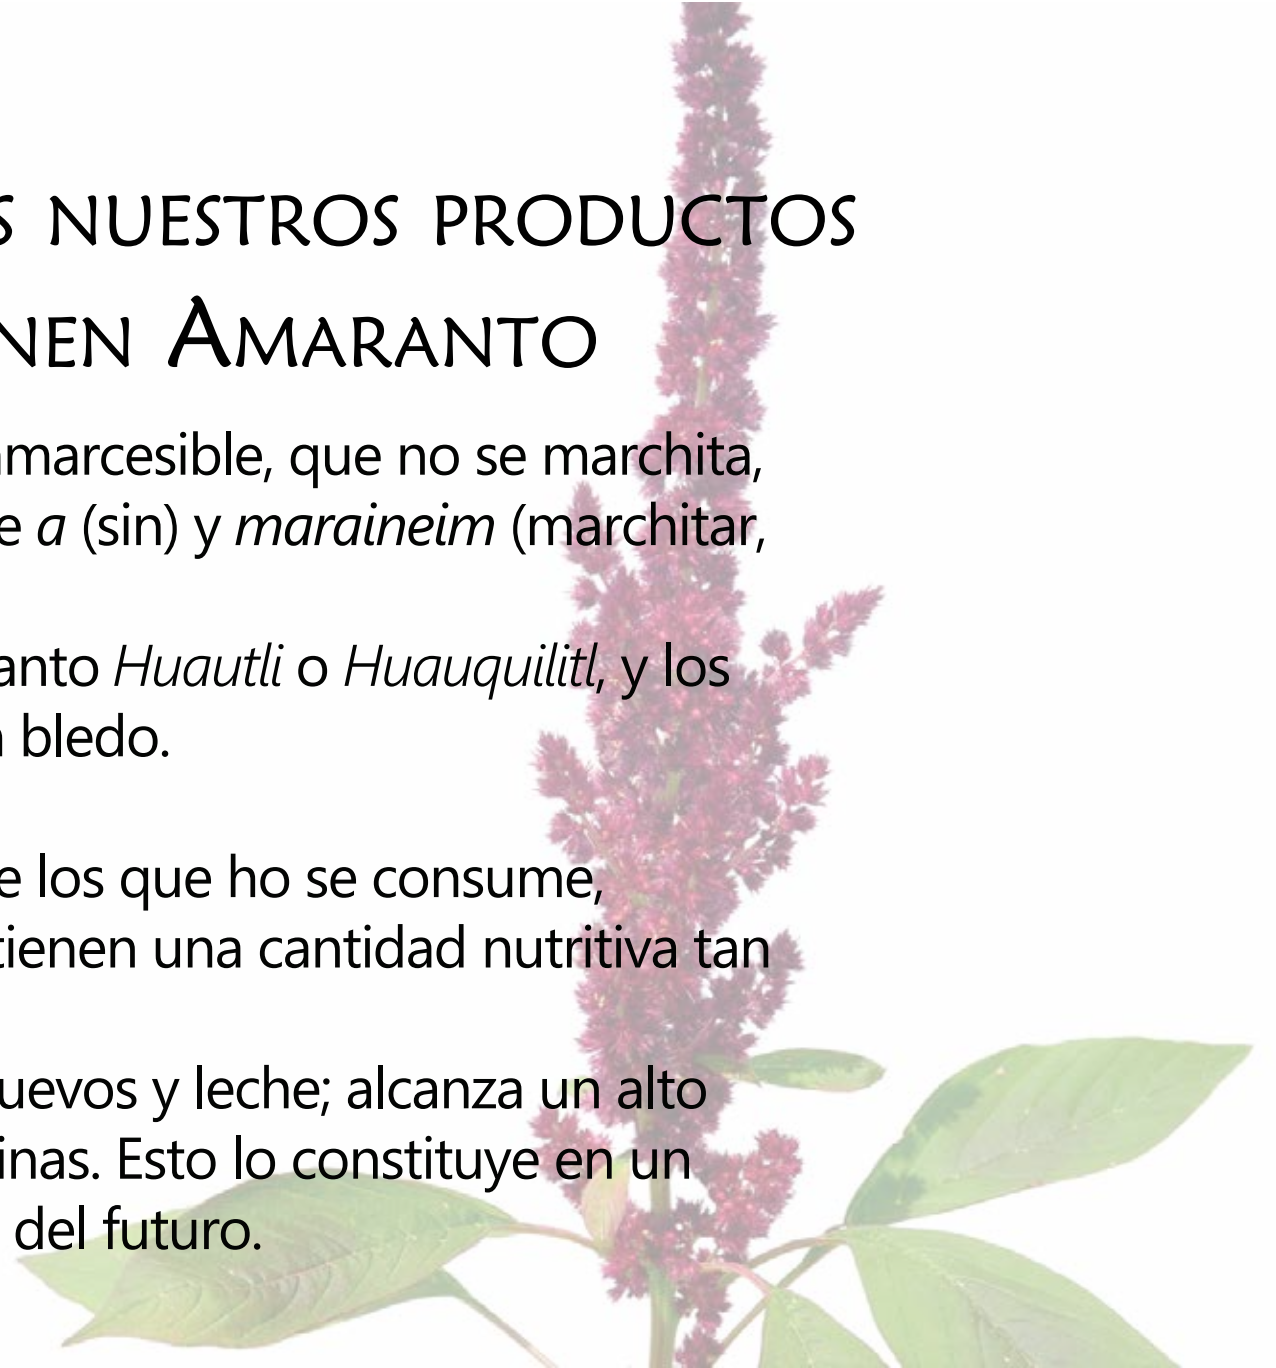 S NUESTROS PRODUCTOS
NEN AMARANTO
marcesible, que no se marchita,
e a (sin) y maraineim (marchitar,
anto Huautli o Huauquilitl, y los
bledo.
e los que ho se consume,
tienen una cantidad nutritiva tan
uevos y leche; alcanza un alto
inas. Esto lo constituye en un
del futuro.